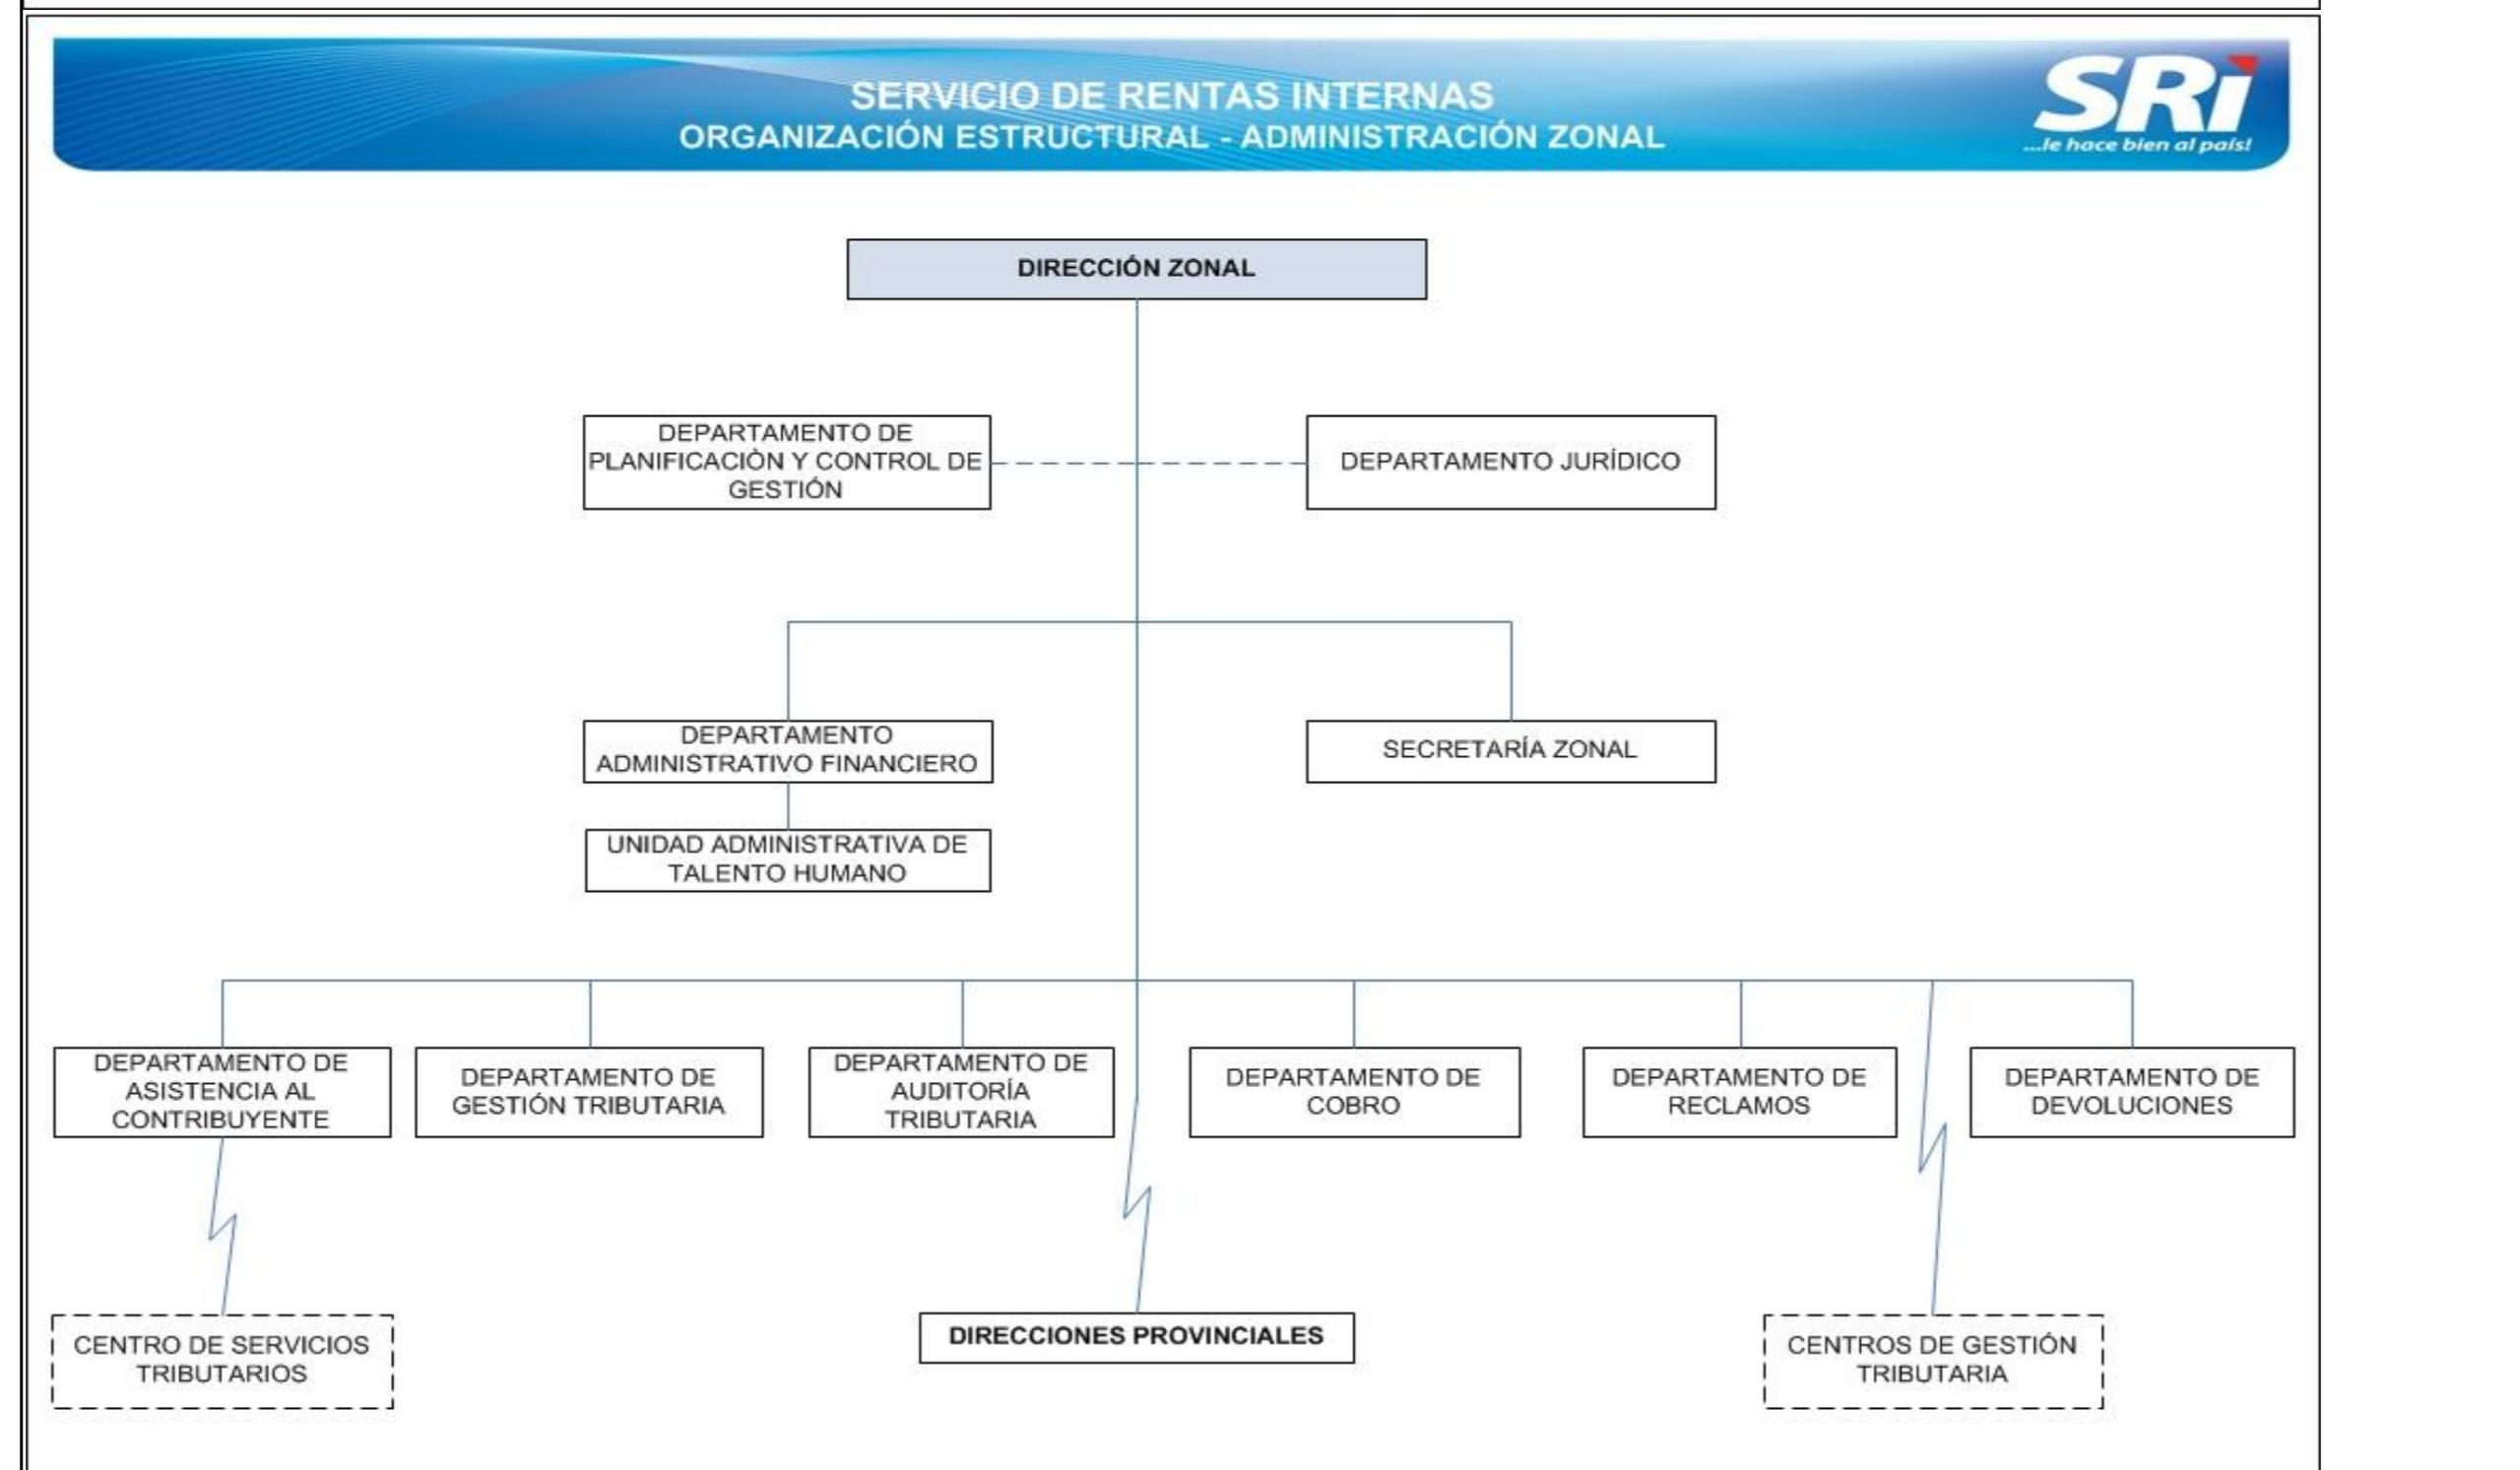 SERVICIO DE RENTAS INTERNAS
ORGANIZACIÓN ESTRUCTURAL - ADMINISTRACIÓN ZONAL
SRi
...le hace bien al país!
DIRECCIÓN ZONAL
DEPARTAMENTO DE
PLANIFICACIÒN Y CONTROL DE
GESTIÓN
DEPARTAMENTO JURÍDICO
DEPARTAMENTO
ADMINISTRATIVO FINANCIERO
SECRETARÍA ZONAL
UNIDAD ADMINISTRATIVA DE
TALENTO HUMANO
DEPARTAMENTO DE
ASISTENCIA AL
CONTRIBUYENTE
DEPARTAMENTO DE
GESTIÓN TRIBUTARIA
DEPARTAMENTO DE
AUDITORÍA
TRIBUTARIA
DEPARTAMENTO DE
COBRO
DEPARTAMENTO DE
RECLAMOS
DEPARTAMENTO DE
DEVOLUCIONES
CENTRO DE SERVICIOS
TRIBUTARIOS
DIRECCIONES PROVINCIALES
CENTROS DE GESTIÓN
TRIBUTARIA